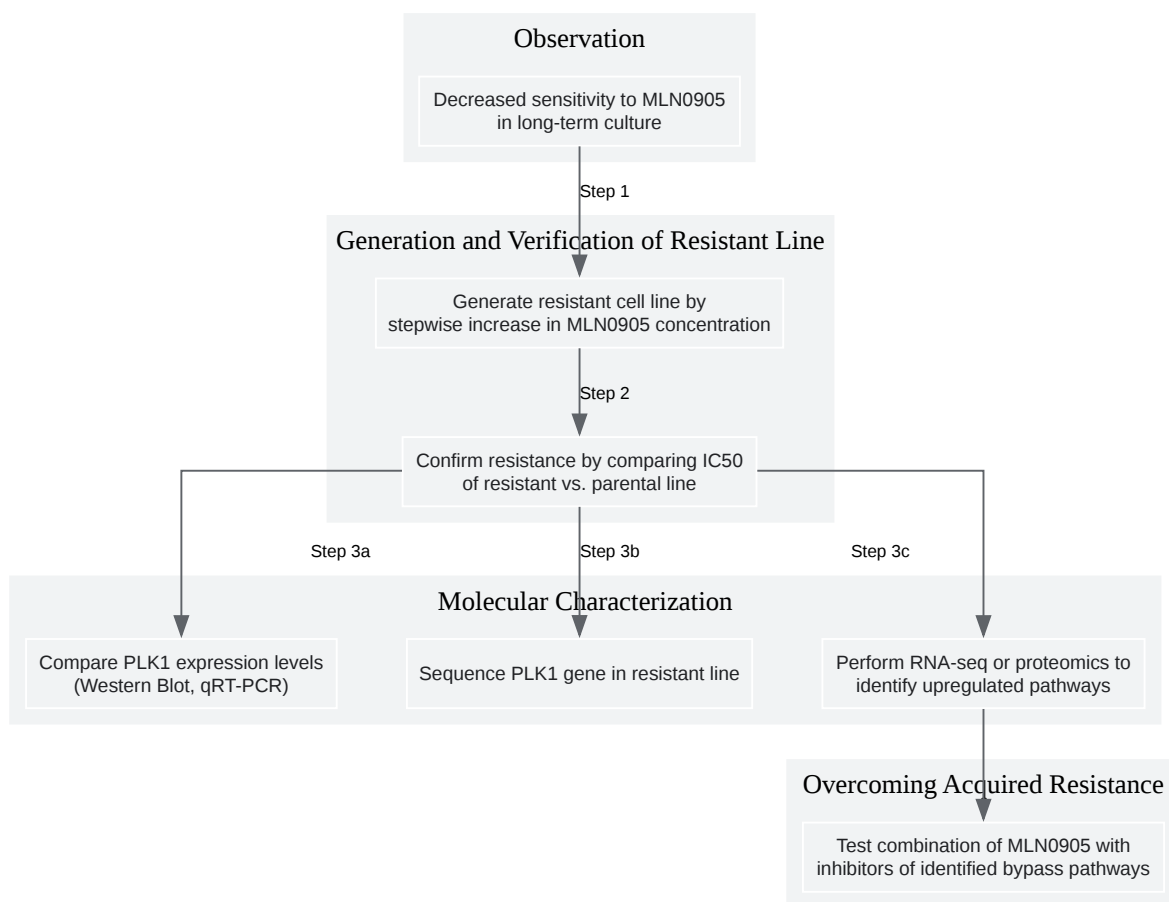 Observation
Decreased sensitivity to MLN0905
in long-term culture
Step 1
Generation and Verification of Resistant Line
Generate resistant cell line by
stepwise increase in MLN0905 concentration
Step 2
Confirm resistance by comparing IC50
of resistant vs. parental line
Step 3a
Step 3b
Step 3c
Molecular Characterization
Compare PLK1 expression levels
(Western Blot, qRT-PCR)
Sequence PLK1 gene in resistant line
Perform RNA-seq or proteomics to
identify upregulated pathways
Overcoming Acquired Resistance
Test combination of MLN0905 with
inhibitors of identified bypass pathways